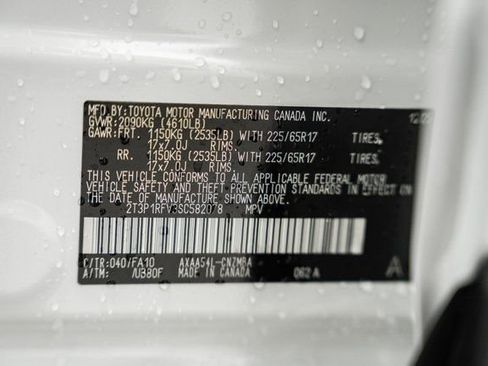 MFD.BY:TOYOTA MOTOR MANUFACTURING CANADA INC.
GVWR:2090KG (4610LB)
GAWR:FRT. 1150KG (2535LB) WITH 225/65R17 TIRES,
17x7.0J RIMS,
RR. 1150KG (2535LB) WITH 225/65R17 TIRES,
17x7.0J RIMS,
THIS VEHICLE CONFORMS TO ALL APPLICABLE FEDERAL MOTOR
VEHICLE SAFETY AND THEFT PREVENTION STANDARDS IN EFFECT ON
THE DATE OF MANUFACTURE SHOWN ABOVE.
MPV
C/TR:040/FA10 AXAA54L-CNZMBA
A/TM: /UB80F MADE IN CANADA 062A A